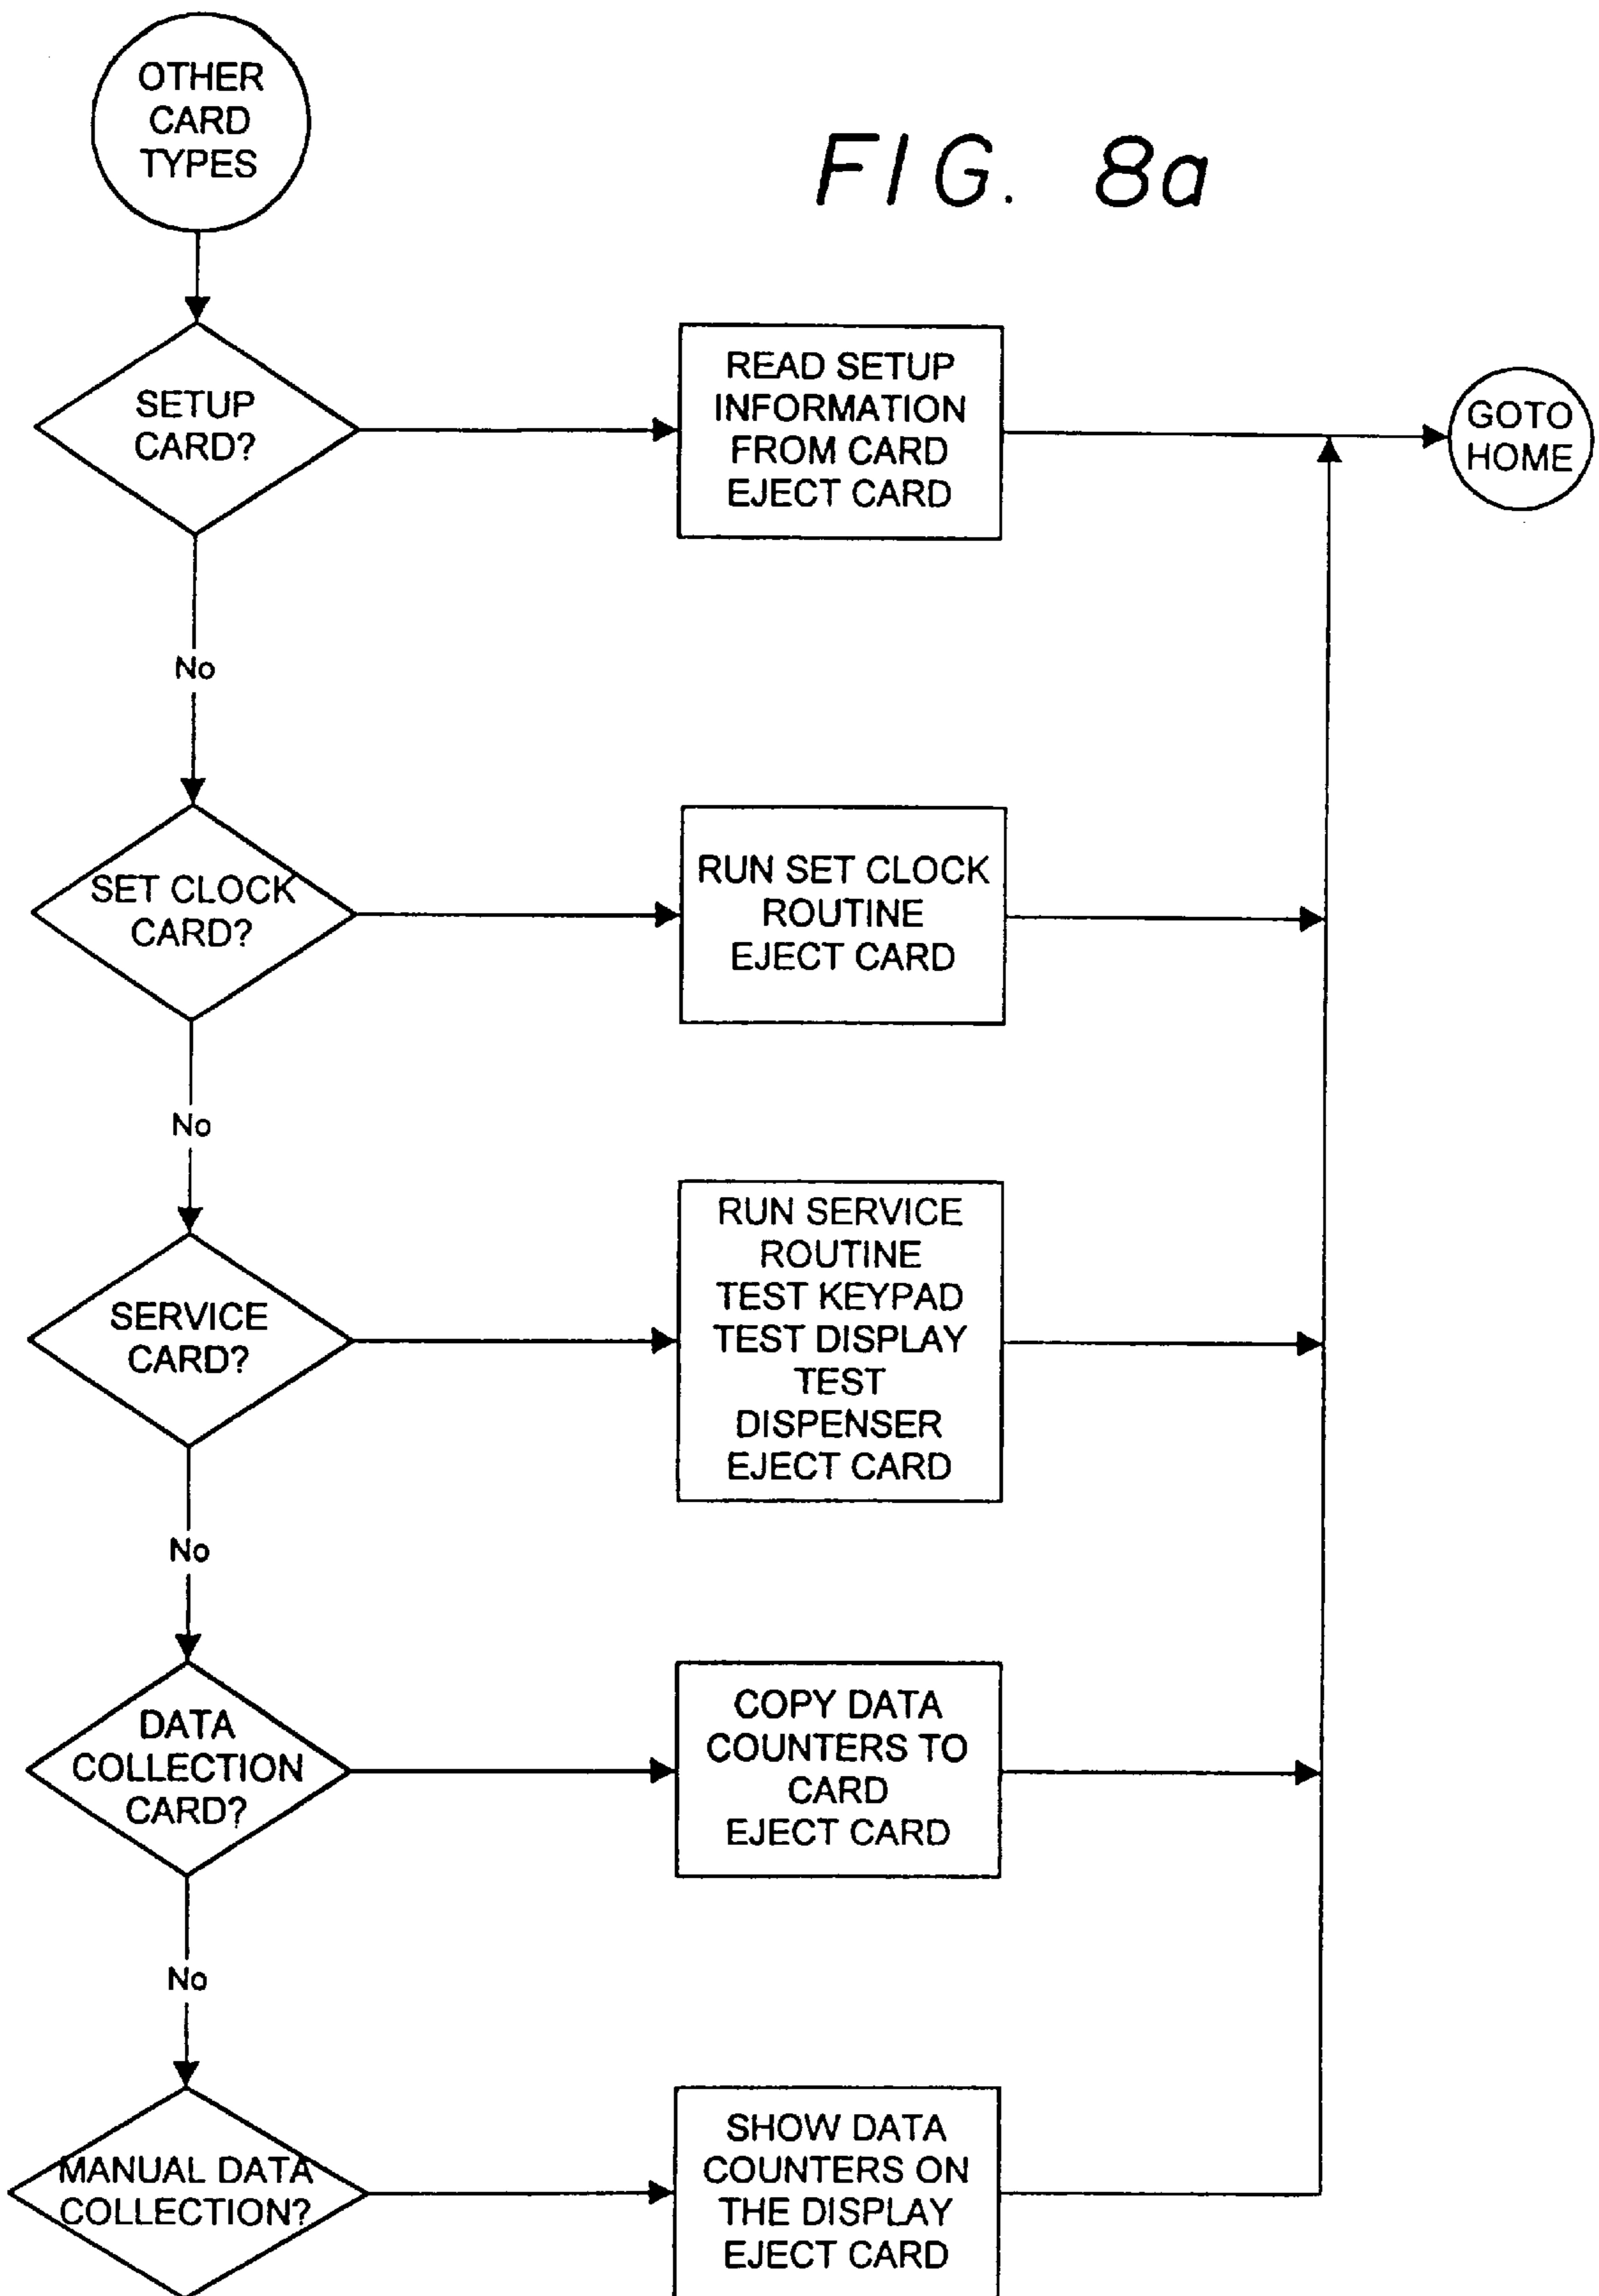 OTHER
CARD
TYPES
FIG. 8a
SETUP
CARD?
READ SETUP
INFORMATION
FROM CARD
EJECT CARD
GOTO
HOME
No
SET CLOCK
CARD?
RUN SET CLOCK
ROUTINE
EJECT CARD
No
SERVICE
CARD?
RUN SERVICE
ROUTINE
TEST KEYPAD
TEST DISPLAY
TEST
DISPENSER
EJECT CARD
No
DATA
COLLECTION
CARD?
COPY DATA
COUNTERS TO
CARD
EJECT CARD
No
MANUAL DATA
COLLECTION?
SHOW DATA
COUNTERS ON
THE DISPLAY
EJECT CARD